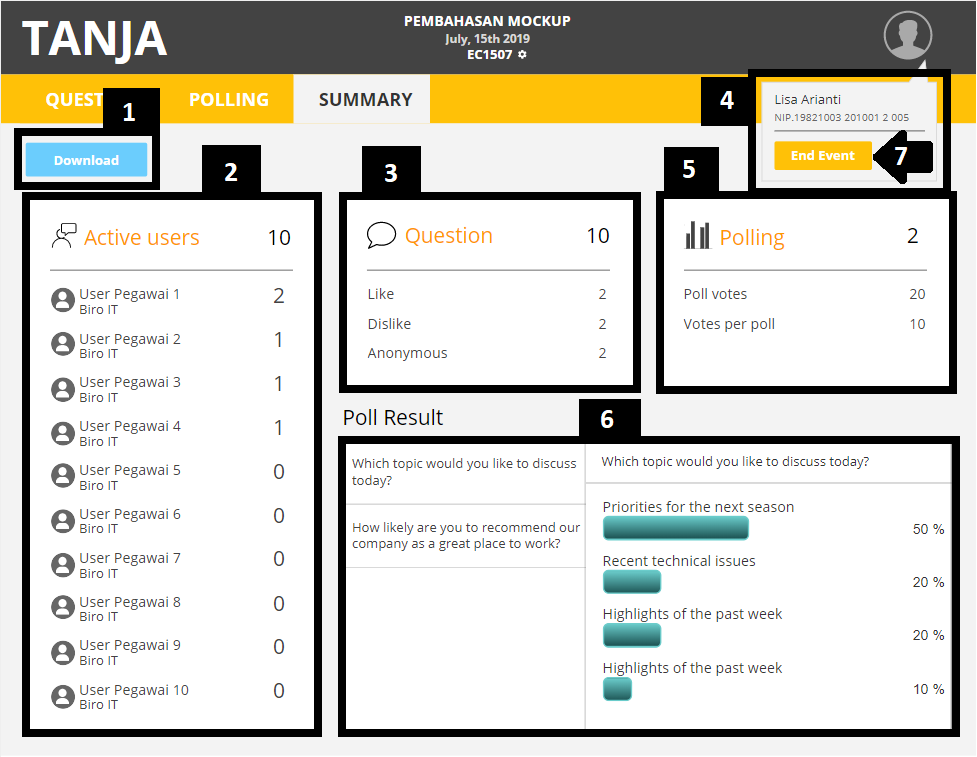 TANJA
PEMBAHASAN MOCKUP
July, 15th 2019
EC1507
QUEST
POLLING
SUMMARY
1
4
Lisa Arianti
NIP.19821003 201001 2 005
End Event
7
Download
2
3
5
Active users 10
User Pegawai 1 2
Biro IT
User Pegawai 2 1
Biro IT
User Pegawai 3 1
Biro IT
User Pegawai 4 1
Biro IT
User Pegawai 5 0
Biro IT
User Pegawai 6 0
Biro IT
User Pegawai 7 0
Biro IT
User Pegawai 8 0
Biro IT
User Pegawai 9 0
Biro IT
User Pegawai 10 0
Biro IT
Question 10
Like 2
Dislike 2
Anonymous 2
Polling 2
Poll votes 20
Votes per poll 10
Poll Result
6
Which topic would you like to discuss
today?
How likely are you to recommend our
company as a great place to work?
Which topic would you like to discuss today?
Priorities for the next season
50 %
Recent technical issues
20 %
Highlights of the past week
20 %
Highlights of the past week
10 %